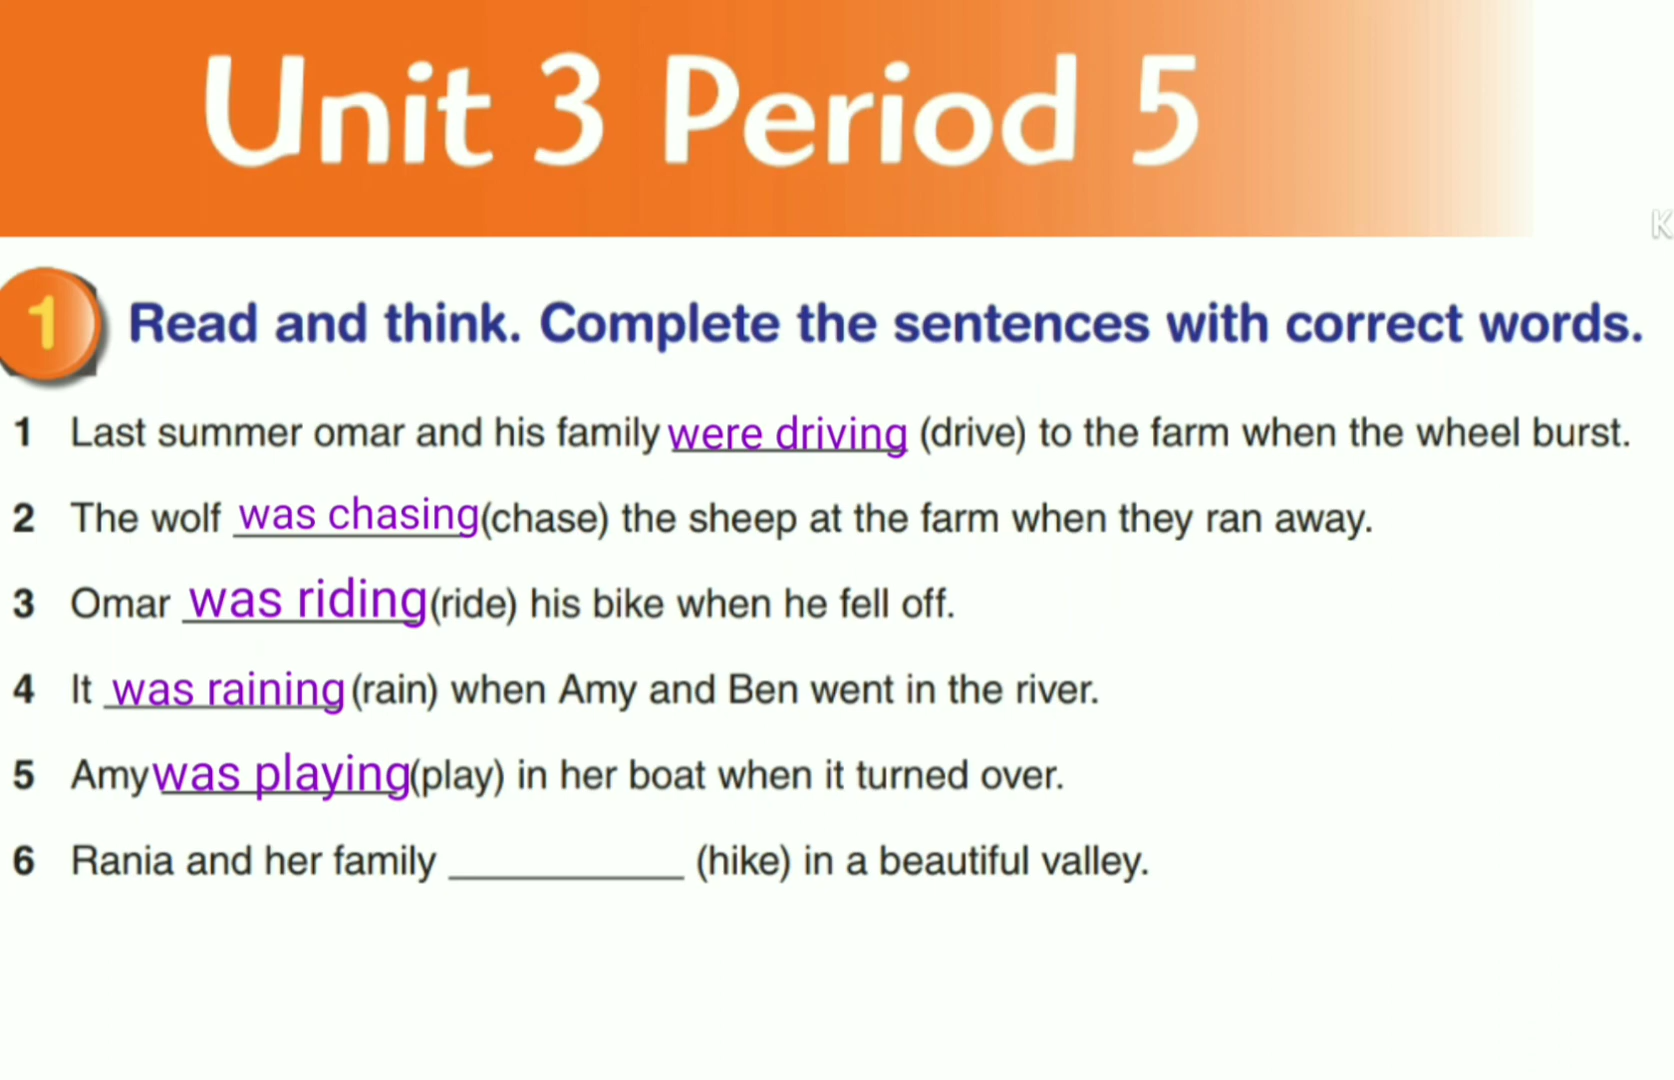 Unit 3 Period 5
K
1 Read and think. Complete the sentences with correct words.
1 Last summer omar and his family were driving (drive) to the farm when the wheel burst.
2 The wolf was chasing (chase) the sheep at the farm when they ran away.
3 Omar was riding (ride) his bike when he fell off.
4 It was raining (rain) when Amy and Ben went in the river.
5 Amy was playing (play) in her boat when it turned over.
6 Rania and her family __________ (hike) in a beautiful valley.